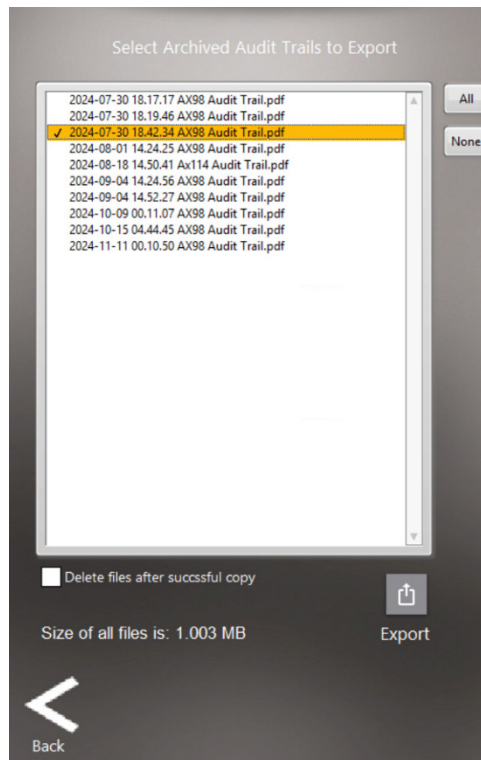 Select Archived Audit Trails to Export
2024-07-30 18.17.17 AX98 Audit Trail.pdf
2024-07-30 18.19.46 AX98 Audit Trail.pdf
✓ 2024-07-30 18.42.34 AX98 Audit Trail.pdf
2024-08-01 14.24.25 AX98 Audit Trail.pdf
2024-08-18 14.50.41 Ax114 Audit Trail.pdf
2024-09-04 14.24.56 AX98 Audit Trail.pdf
2024-09-04 14.52.27 AX98 Audit Trail.pdf
2024-10-09 00.11.07 AX98 Audit Trail.pdf
2024-10-15 04.44.45 AX98 Audit Trail.pdf
2024-11-11 00.10.50 AX98 Audit Trail.pdf
All
None
Delete files after succssful copy
Size of all files is: 1.003 MB
Export
Back